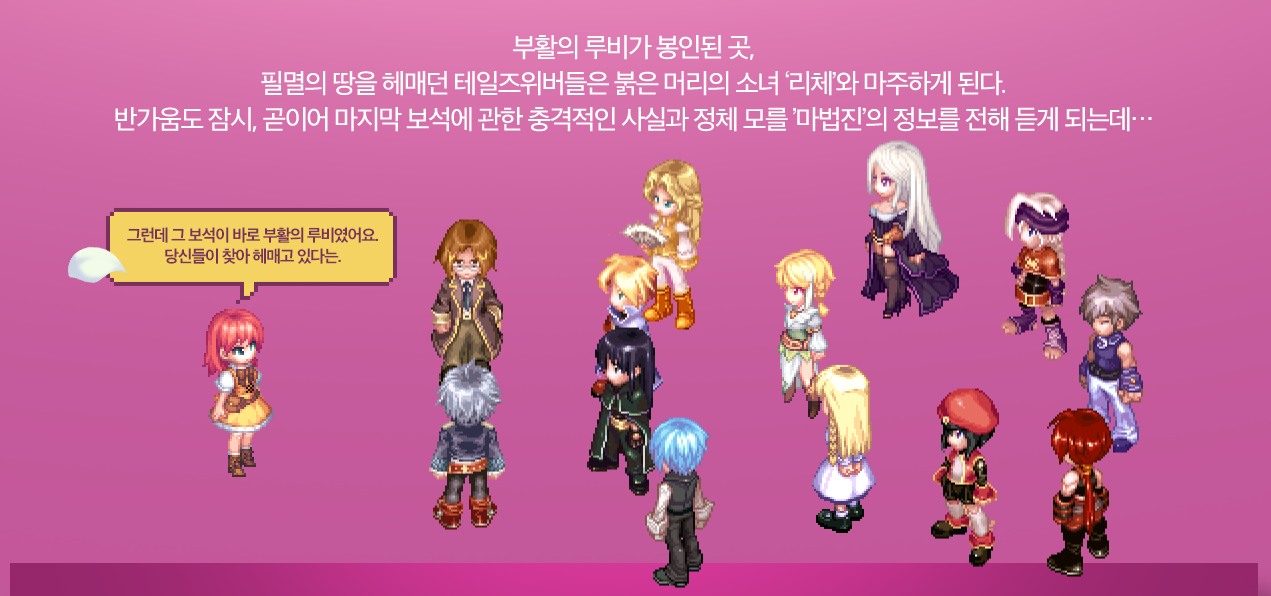 부활의 루비가 봉인된 곳,
필멸의 땅을 헤매던 테일즈위버들은 붉은 머리의 소녀 ‘리체’와 마주하게 된다.
반가움도 잠시, 곧이어 마지막 보석에 관한 충격적인 사실과 정체 모를 ’마법진’의 정보를 전해 듣게 되는데…
그런데 그 보석이 바로 부활의 루비였어요.
당신들이 찾아 헤매고 있다는.